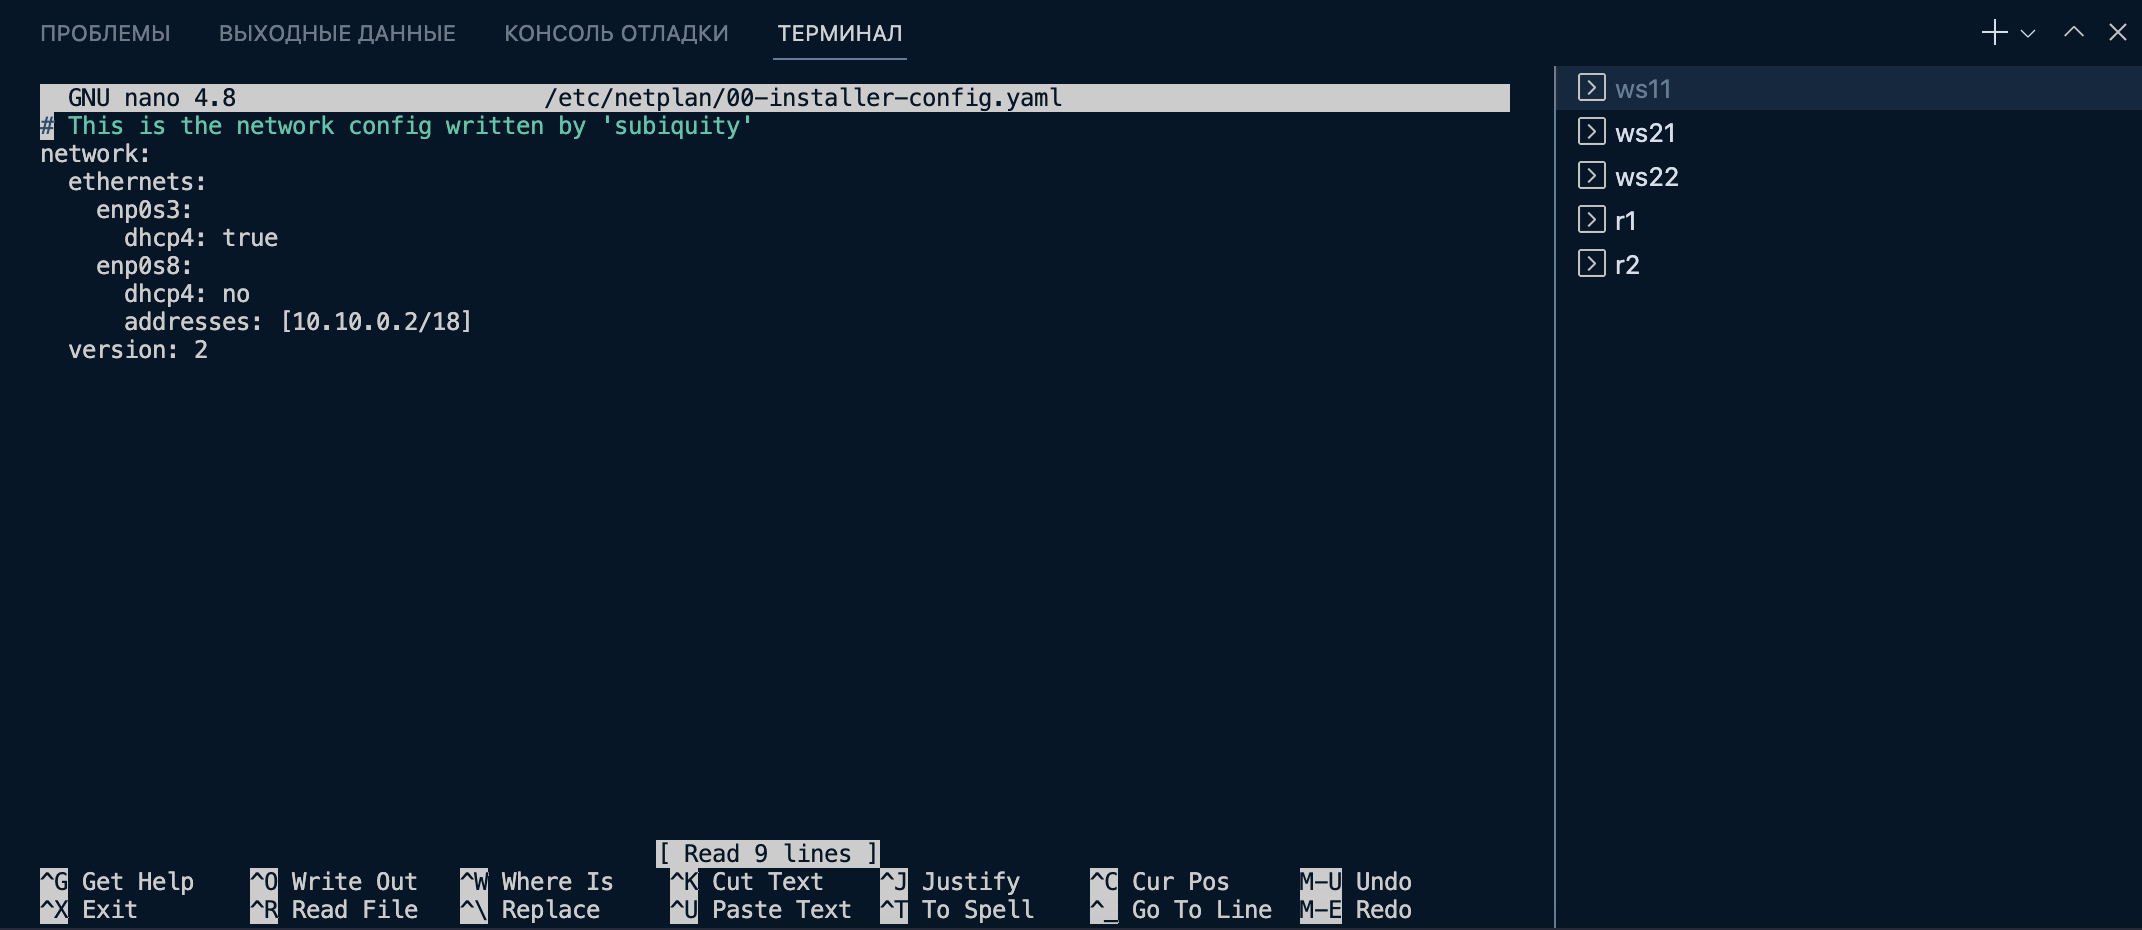 ПРОБЛЕМЫ ВЫХОДНЫЕ ДАННЫЕ КОНСОЛЬ ОТЛАДКИ ТЕРМИНАЛ
GNU nano 4.8 /etc/netplan/00-installer-config.yaml
# This is the network config written by 'subiquity'
network:
  ethernets:
    enp0s3:
      dhcp4: true
    enp0s8:
      dhcp4: no
      addresses: [10.10.0.2/18]
  version: 2
[ Read 9 lines ]
^G Get Help ^O Write Out ^W Where Is ^K Cut Text ^J Justify ^C Cur Pos M-U Undo
^X Exit ^R Read File ^\ Replace ^U Paste Text ^T To Spell ^_ Go To Line M-E Redo
ws11
ws21
ws22
r1
r2